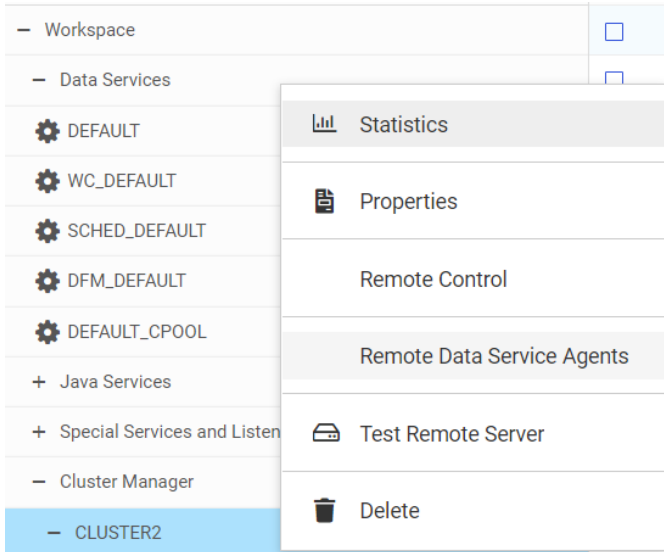 Workspace
Data Services
DEFAULT
WC_DEFAULT
SCHED_DEFAULT
DFM_DEFAULT
DEFAULT_CPOOL
Java Services
Special Services and Listen
Cluster Manager
CLUSTER2
Statistics
Properties
Remote Control
Remote Data Service Agents
Test Remote Server
Delete